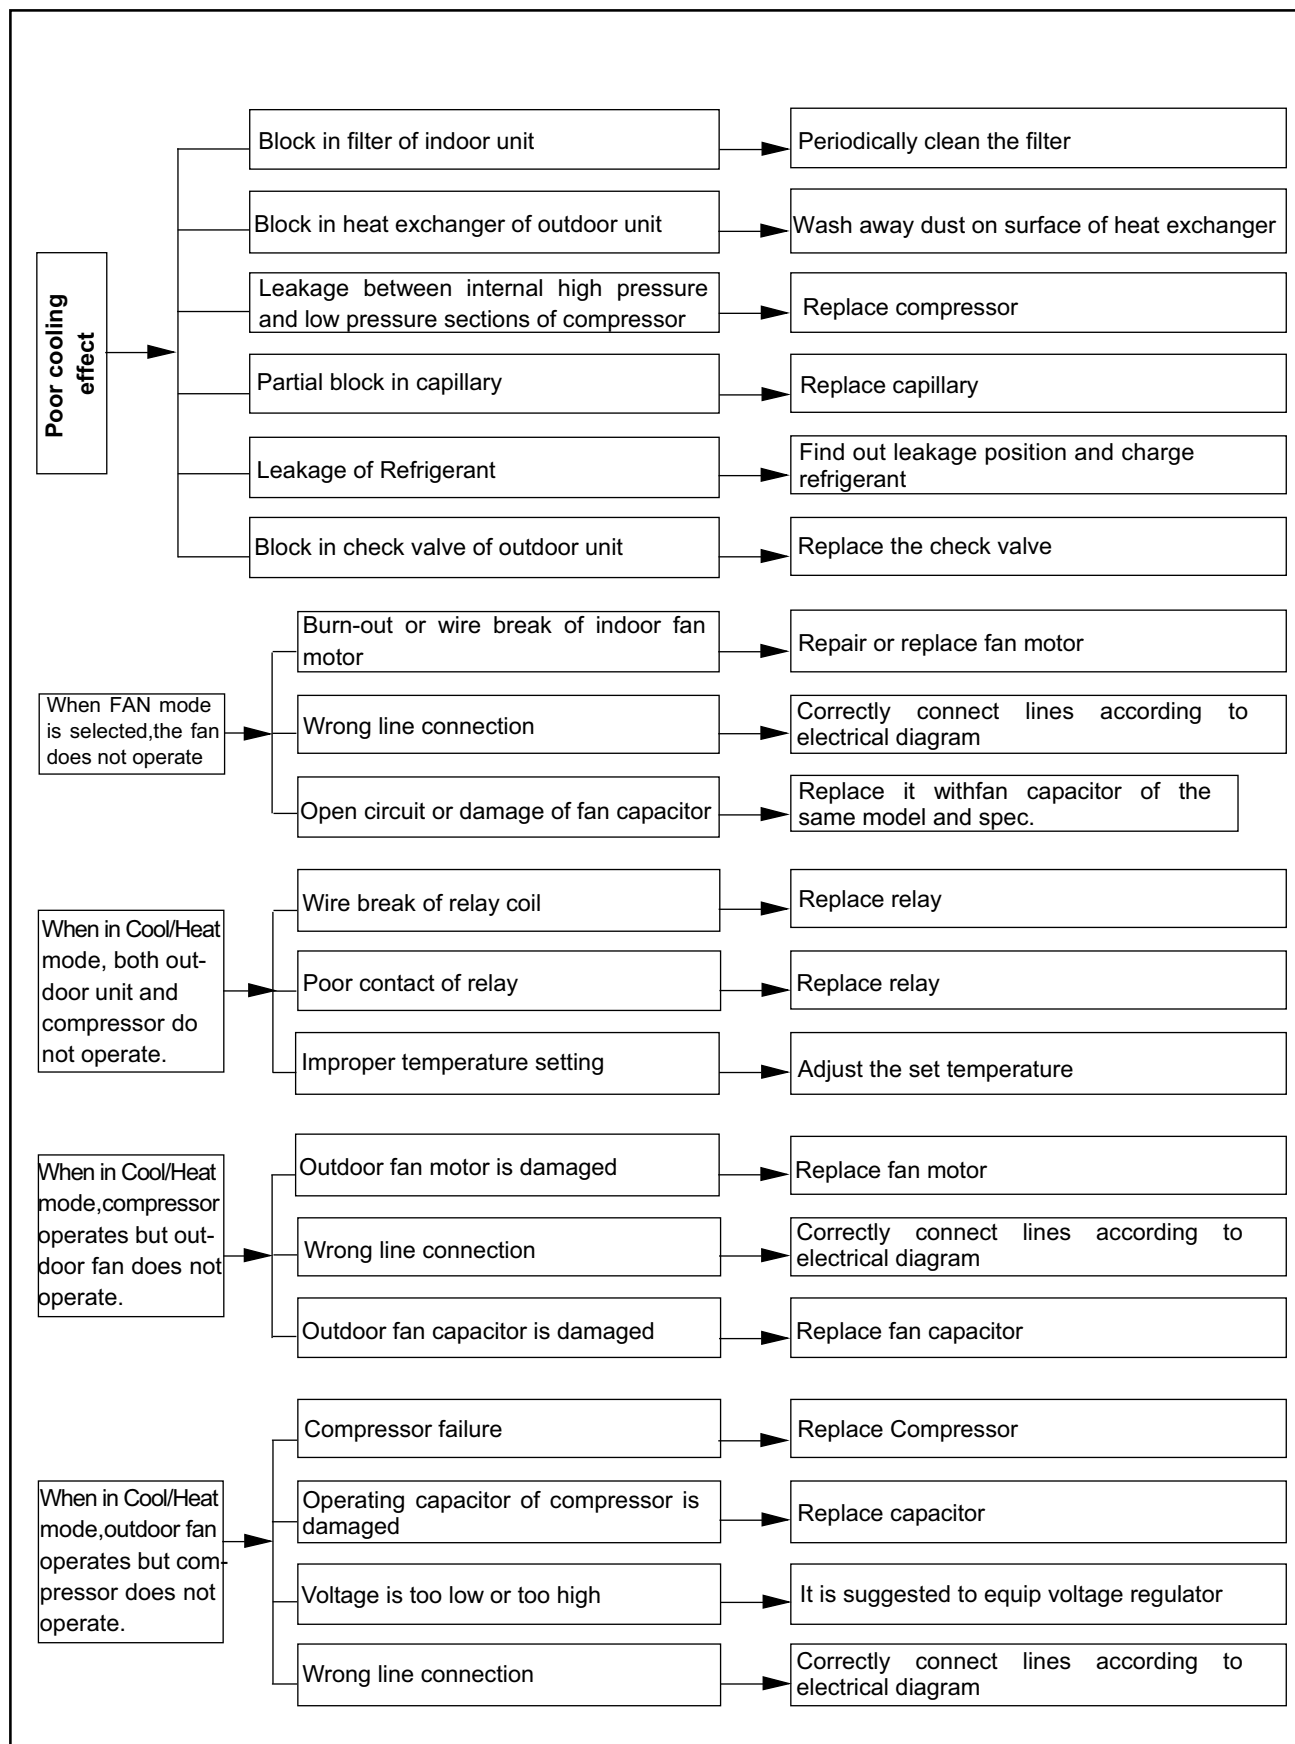 Block in filter of indoor unit
Periodically clean the filter
Block in heat exchanger of outdoor unit
Wash away dust on surface of heat exchanger
Poor cooling
effect
Leakage between internal high pressure
and low pressure sections of compressor
Replace compressor
Partial block in capillary
Replace capillary
Leakage of Refrigerant
Find out leakage position and charge
refrigerant
Block in check valve of outdoor unit
Replace the check valve
When FAN mode
is selected,the fan
does not operate
Burn-out or wire break of indoor fan
motor
Repair or replace fan motor
Wrong line connection
Correctly connect lines according to
electrical diagram
Open circuit or damage of fan capacitor
Replace it withfan capacitor of the
same model and spec.
When in Cool/Heat
mode, both out-
door unit and
compressor do
not operate.
Wire break of relay coil
Replace relay
Poor contact of relay
Replace relay
Improper temperature setting
Adjust the set temperature
When in Cool/Heat
mode,compressor
operates but out-
door fan does not
operate.
Outdoor fan motor is damaged
Replace fan motor
Wrong line connection
Correctly connect lines according to
electrical diagram
Outdoor fan capacitor is damaged
Replace fan capacitor
When in Cool/Heat
mode,outdoor fan
operates but com-
pressor does not
operate.
Compressor failure
Replace Compressor
Operating capacitor of compressor is
damaged
Replace capacitor
Voltage is too low or too high
It is suggested to equip voltage regulator
Wrong line connection
Correctly connect lines according to
electrical diagram